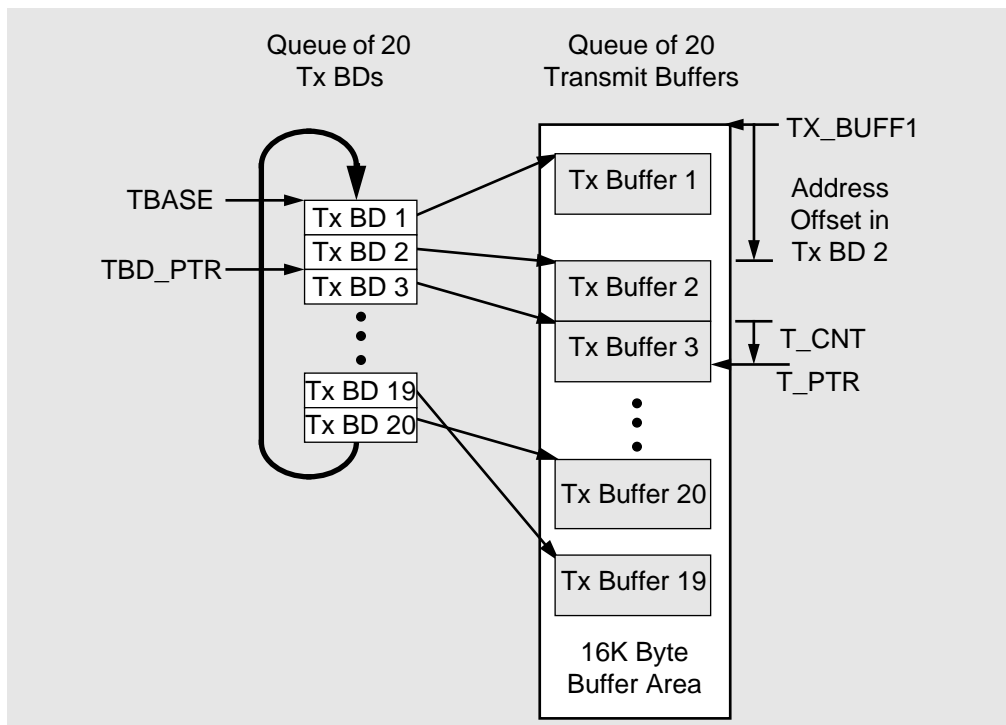 Queue of 20
Tx BDs
Queue of 20
Transmit Buffers
TX_BUFF1
Address
Offset in
Tx BD 2
TBASE
TBD_PTR
Tx BD 1
Tx BD 2
Tx BD 3
Tx BD 19
Tx BD 20
Tx Buffer 1
Tx Buffer 2
Tx Buffer 3
Tx Buffer 20
Tx Buffer 19
T_CNT
T_PTR
16K Byte
Buffer Area